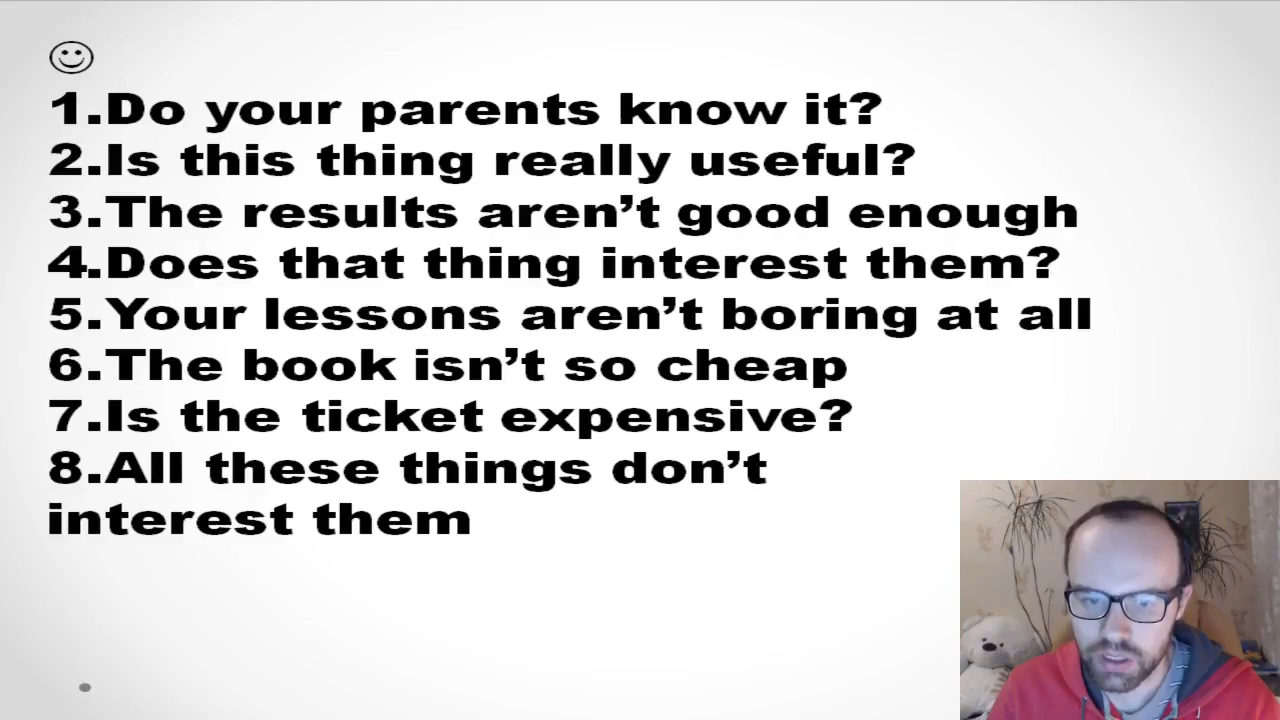 1.Do your parents know it?
2.Is this thing really useful?
3.The results aren’t good enough
4.Does that thing interest them?
5.Your lessons aren’t boring at all
6.The book isn’t so cheap
7.Is the ticket expensive?
8.All these things don’t
interest them